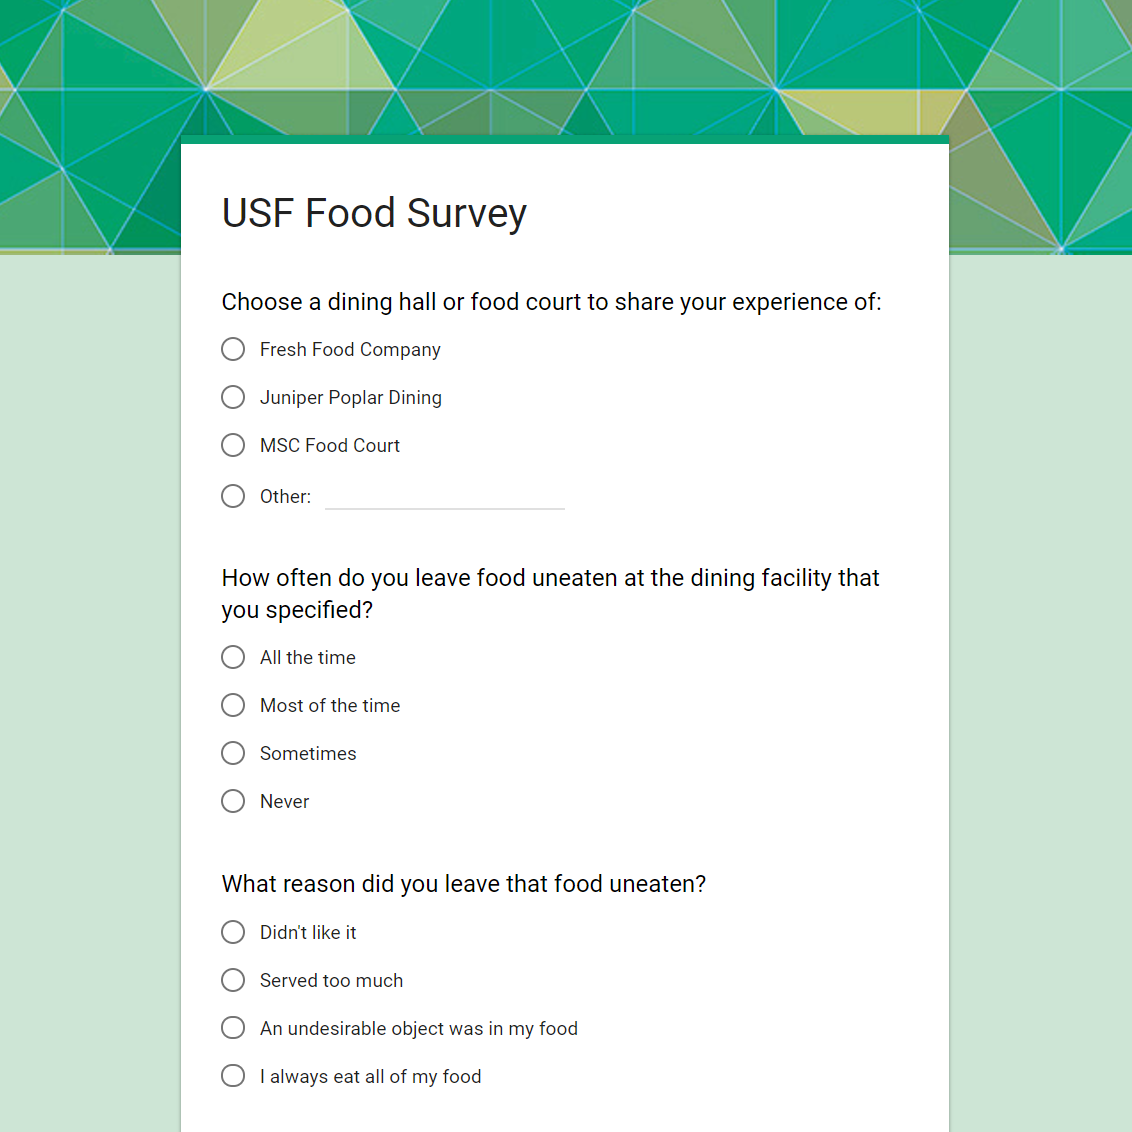 USF Food Survey
Choose a dining hall or food court to share your experience of:
Fresh Food Company
Juniper Poplar Dining
MSC Food Court
Other:
How often do you leave food uneaten at the dining facility that
you specified?
All the time
Most of the time
Sometimes
Never
What reason did you leave that food uneaten?
Didn't like it
Served too much
An undesirable object was in my food
I always eat all of my food